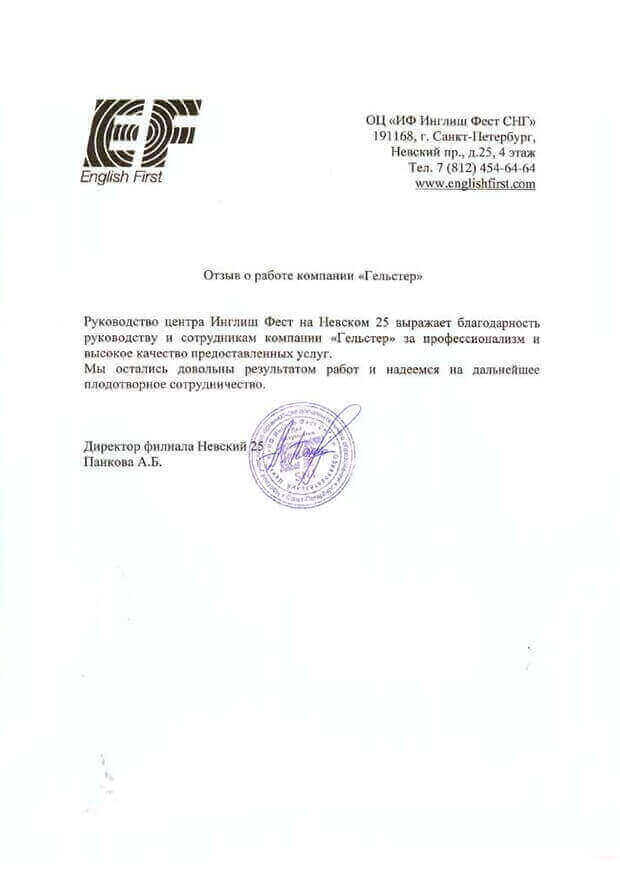 EF
English First
ОЦ «ИФ Инглиш Фест СНГ»
191168, г. Санкт-Петербург,
Невский пр., д.25, 4 этаж
Тел. 7 (812) 454-64-64
www.englishfirst.com
Отзыв о работе компании «Гельстер»
Руководство центра Инглиш Фест на Невском 25 выражает благодарность
руководству и сотрудникам компании «Гельстер» за профессионализм и
высокое качество предоставленных услуг.
Мы остались довольны результатом работ и надеемся на дальнейшее
плодотворное сотрудничество.
Директор филиала Невский 25
Панкова А.Б.